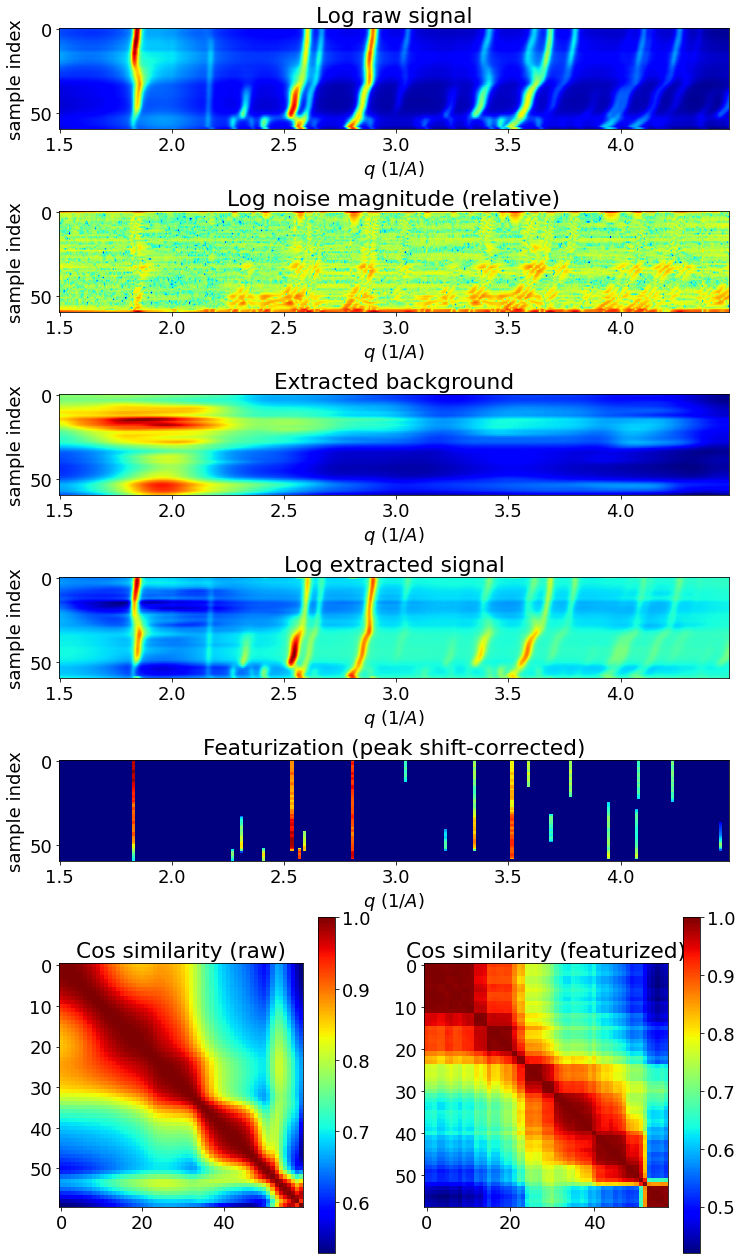 Log raw signal
sample index
0
50
1.5 2.0 2.5 3.0 3.5 4.0
q (1/A)
Log noise magnitude (relative)
sample index
0
50
1.5 2.0 2.5 3.0 3.5 4.0
q (1/A)
Extracted background
sample index
0
50
1.5 2.0 2.5 3.0 3.5 4.0
q (1/A)
Log extracted signal
sample index
0
50
1.5 2.0 2.5 3.0 3.5 4.0
q (1/A)
Featurization (peak shift-corrected)
sample index
0
50
1.5 2.0 2.5 3.0 3.5 4.0
q (1/A)
Cos similarity (raw)
0
10
20
30
40
50
0 20 40
1.0
0.9
0.8
0.7
0.6
Cos similarity (featurized)
0
10
20
30
40
50
0 20 40
1.0
0.9
0.8
0.7
0.6
0.5